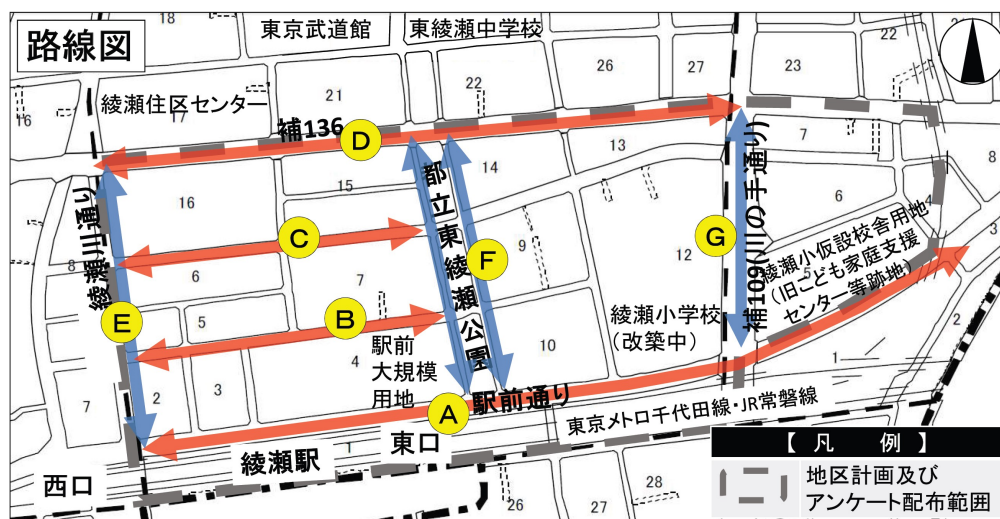 路線図
18
東京武道館
東綾瀬中学校
22
16
綾瀬住区センター
17
21
22
26
27
23
補136
D
14
13
7
8
16
15
都立東綾瀬公園
綾瀬川通り
C
F
G
補109(川の手通り)
6
4
3
8
6
7
9
12
5
綾瀬小仮設校舎用地
(旧こども家庭支援
センター等跡地)
E
5
B
綾瀬小学校
(改築中)
2
7
2
3
4
駅前
大規模
用地
10
1
A
駅前通り
東京メトロ千代田線・JR常磐線
1
綾瀬駅
東口
西口
26
27
28
【 凡 例 】
地区計画及び
アンケート配布範囲